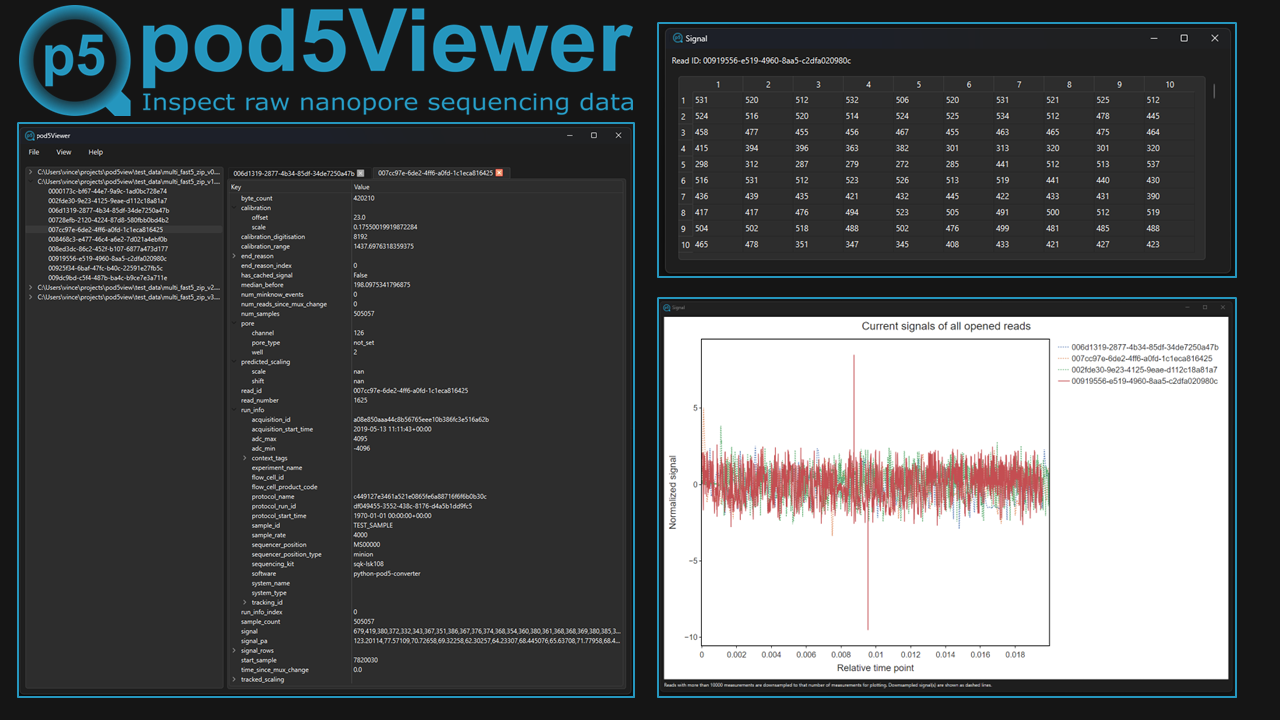 p5 pod5Viewer
Inspect raw nanopore sequencing data
pod5Viewer
File View Help
C:\Users\vince\projects\pod5view\test_data\multi_fast5_zip_v0...
C:\Users\vince\projects\pod5view\test_data\multi_fast5_zip_v1...
0000173c-bf67-44e7-9a9c-1ad0bc728e74
002fde30-9e23-4125-9eae-d112c18a81a7
006d1319-2877-4b34-85df-34de7250a47b
00728efb-2120-4224-87d8-580fbb0bd4b2
007cc97e-6de2-4ff6-a0fd-1c1eca816425
008468c3-e477-46c4-a6e2-7d021a4ebf0b
008ed3dc-86c2-452f-b107-6877a473d177
00919556-e519-4960-8aa5-c2dfa020980c
00925f34-6baf-47fc-b40c-22591e27fb5c
009dc9bd-c5f4-487b-ba4c-b9ce7e3a711e
C:\Users\vince\projects\pod5view\test_data\multi_fast5_zip_v2...
C:\Users\vince\projects\pod5view\test_data\multi_fast5_zip_v3...
006d1319-2877-4b34-85df-34de7250a47b 007cc97e-6de2-4ff6-a0fd-1c1eca816425
Key Value
byte_count 420210
calibration
offset 23.0
scale 0.17550019919872284
calibration_digitisation 8192
calibration_range 1437.6976318359375
end_reason
end_reason_index 0
has_cached_signal False
median_before 198.0975341796875
num_minknow_events 0
num_reads_since_mux_change 0
num_samples 505057
pore
channel 126
pore_type not_set
well 2
predicted_scaling
scale nan
shift nan
read_id 007cc97e-6de2-4ff6-a0fd-1c1eca816425
read_number 1625
run_info
acquisition_id a08e850aaa44c8b56765eee10b386fc3e516a62b
acquisition_start_time 2019-05-13 11:11:43+00:00
adc_max 4095
adc_min -4096
context_tags
experiment_name
flow_cell_id
flow_cell_product_code
protocol_name c449127e3461a521e0865fe6a88716f6f6b0b30c
protocol_run_id df049455-3552-438c-8176-d4a5b1dd9fc5
protocol_start_time 1970-01-01 00:00:00+00:00
sample_id TEST_SAMPLE
sample_rate 4000
sequencer_position MS00000
sequencer_position_type minion
sequencing_kit sqk-lsk108
software python-pod5-converter
system_name
system_type
tracking_id
run_info_index 0
sample_count 505057
signal 679,419,380,372,332,343,367,351,386,367,376,374,368,354,360,380,361,368,368,369,380,385,3...
signal_pa 123.20114,77.57109,70.72658,69.32258,62.30257,64.23307,68.445076,65.63708,71.77958,68.4...
signal_rows
start_sample 7820030
time_since_mux_change 0.0
tracked_scaling
Signal
Read ID: 00919556-e519-4960-8aa5-c2dfa020980c
1 2 3 4 5 6 7 8 9 10
1 531 520 512 532 506 520 531 521 525 512
2 524 516 520 514 524 525 534 512 478 445
3 458 477 455 456 467 455 463 465 475 464
4 415 394 396 363 382 301 313 320 301 320
5 298 312 287 279 272 285 441 512 513 537
6 516 531 512 523 526 513 519 441 440 430
7 436 439 435 421 432 445 422 433 431 390
8 417 417 476 494 523 505 491 500 512 519
9 504 502 518 488 502 476 499 481 485 488
10 465 478 351 347 345 408 433 421 427 423
Signal
Current signals of all opened reads
006d1319-2877-4b34-85df-34de7250a47b
007cc97e-6de2-4ff6-a0fd-1c1eca816425
002fde30-9e23-4125-9eae-d112c18a81a7
00919556-e519-4960-8aa5-c2dfa020980c
5
0
−5
−10
Normalized signal
0 0.002 0.004 0.006 0.008 0.01 0.012 0.014 0.016 0.018
Relative time point
Reads with more than 10000 measurements are downsampled to that number of measurements for plotting. Downsampled signal(s) are shown as dashed lines.